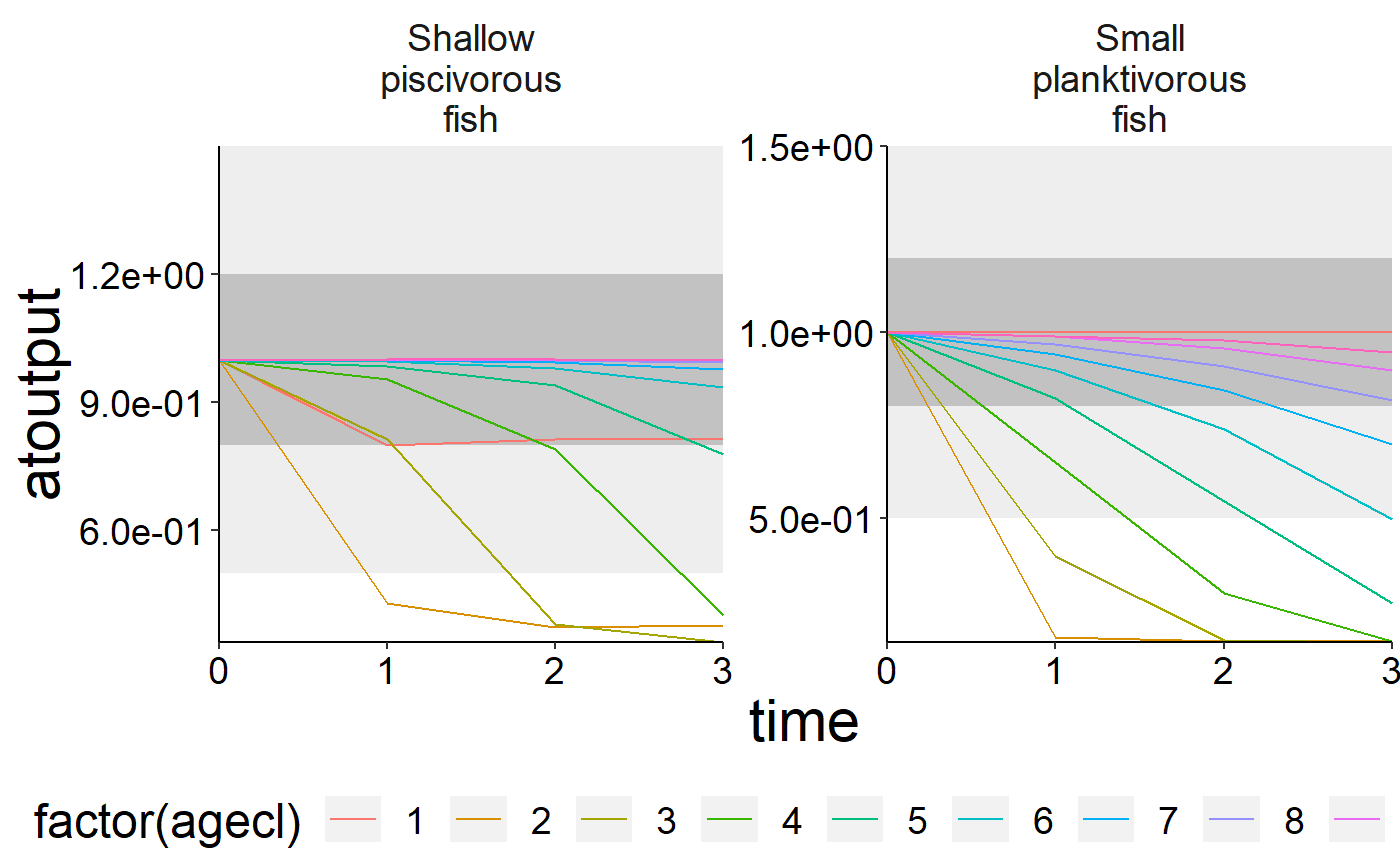 Shallow
piscivorous
fish
Small
planktivorous
fish
atoutput
1.2e+00
9.0e-01
6.0e-01
0 1 2 3
1.5e+00
1.0e+00
5.0e-01
0 1 2 3
time
factor(agecl) 1 2 3 4 5 6 7 8